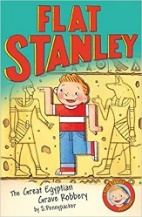 FLAT
STANLEY
The Great Egyptian
Grave Robbery
by S. Pennypacker